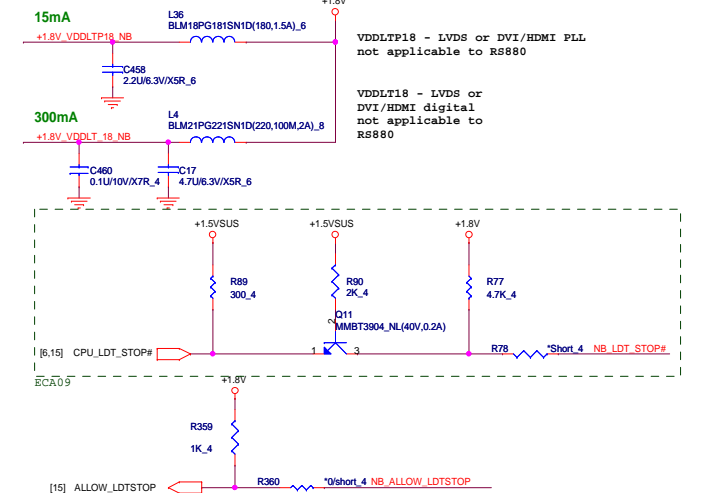 +1.8V
15mA
L36
BLM18PG181SN1D(180,1.5A)_6
+1.8V_VDDLTP18_NB
VDDLTP18 - LVDS or DVI/HDMI PLL
not applicable to RS880
C458
2.2U/6.3V/X5R_6
VDDLT18 - LVDS or
DVI/HDMI digital
not applicable to
RS880
300mA
L4
BLM21PG221SN1D(220,100M,2A)_8
+1.8V_VDDLT_18_NB
C460
0.1U/10V/X7R_4
C17
4.7U/6.3V/X5R_6
+1.5VSUS
+1.5VSUS
+1.8V
R89
300_4
R90
2K_4
R77
4.7K_4
2
Q11
MMBT3904_NL(40V,0.2A)
[6,15] CPU_LDT_STOP#
1
3
R78
*Short_4
NB_LDT_STOP#
ECA09
+1.8V
R359
1K_4
[15] ALLOW_LDTSTOP
R360
*0/short_4
NB_ALLOW_LDTSTOP